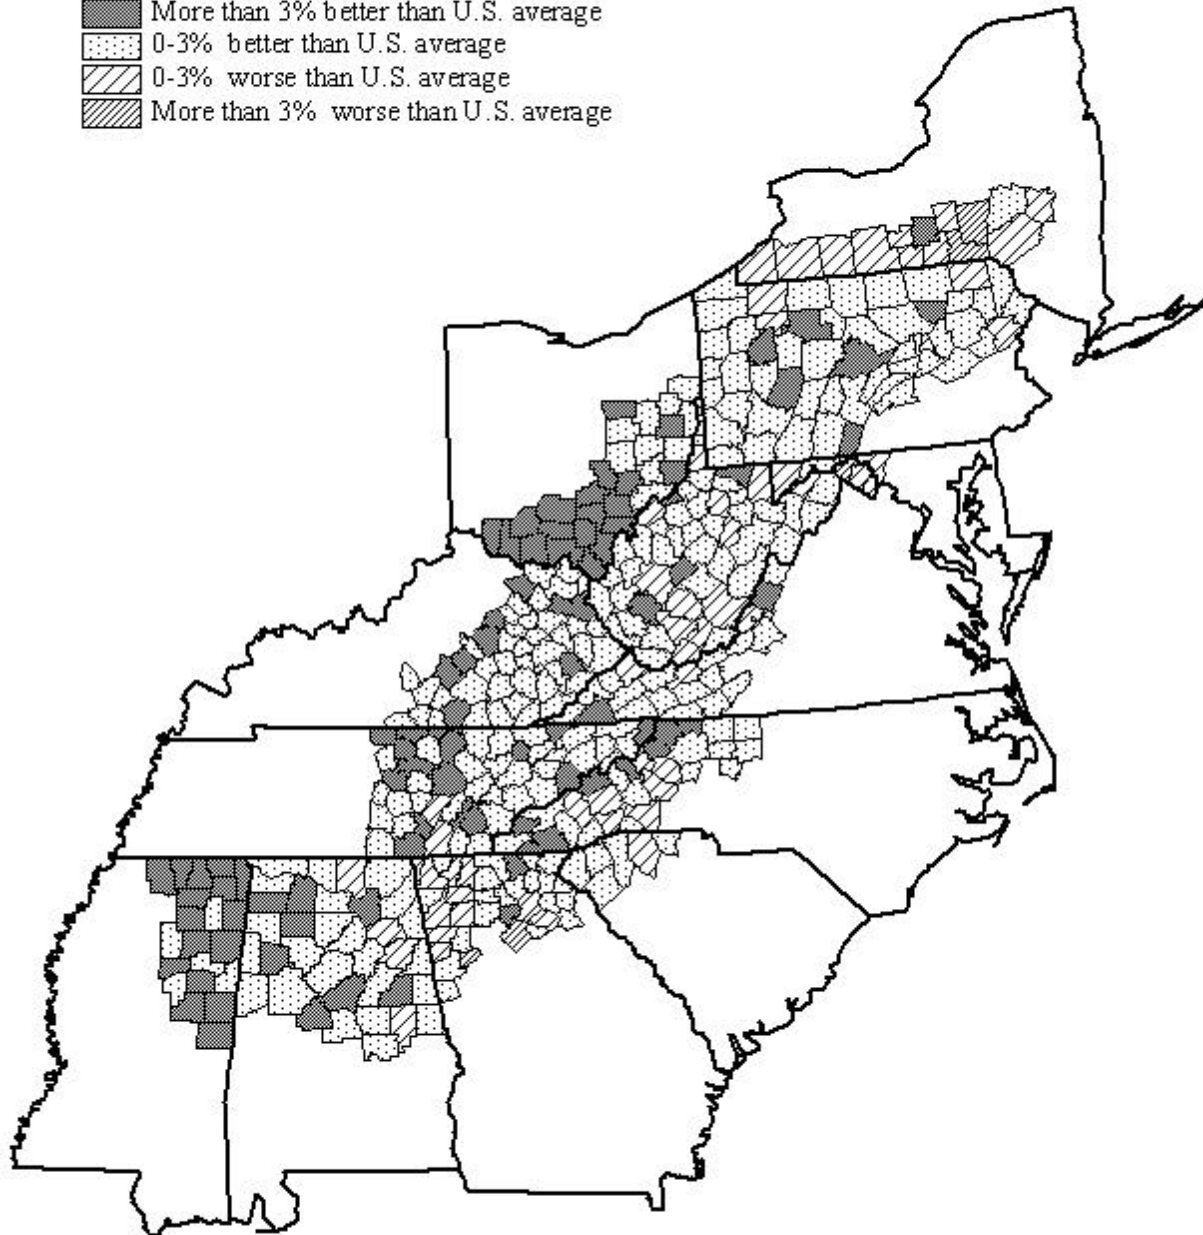 More than 3% better than U.S. average
0-3% better than U.S. average
0-3% worse than U.S. average
More than 3% worse than U.S. average